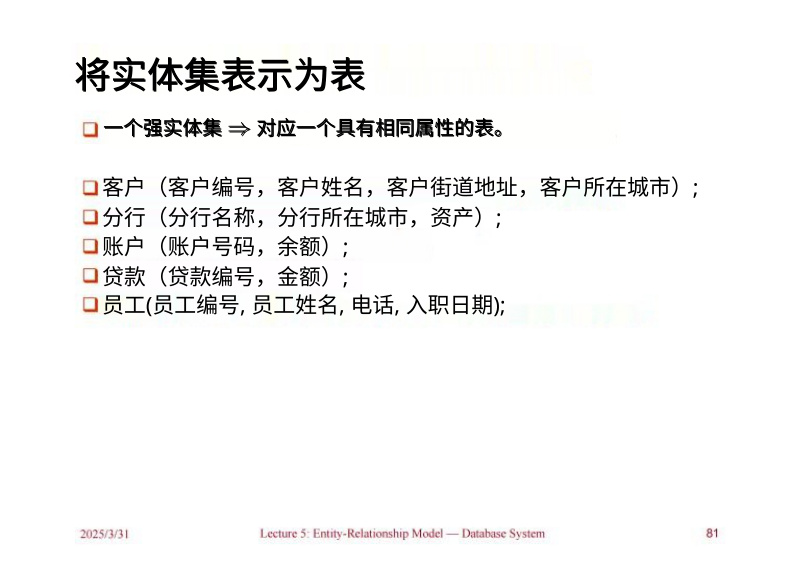 将实体集表示为表
一个强实体集 ⇒ 对应一个具有相同属性的表。
客户（客户编号，客户姓名，客户街道地址，客户所在城市）;
分行（分行名称，分行所在城市，资产）;
账户（账户号码，余额）;
贷款（贷款编号，金额）;
员工(员工编号, 员工姓名, 电话, 入职日期);
2025/3/31 Lecture 5: Entity-Relationship Model — Database System 81